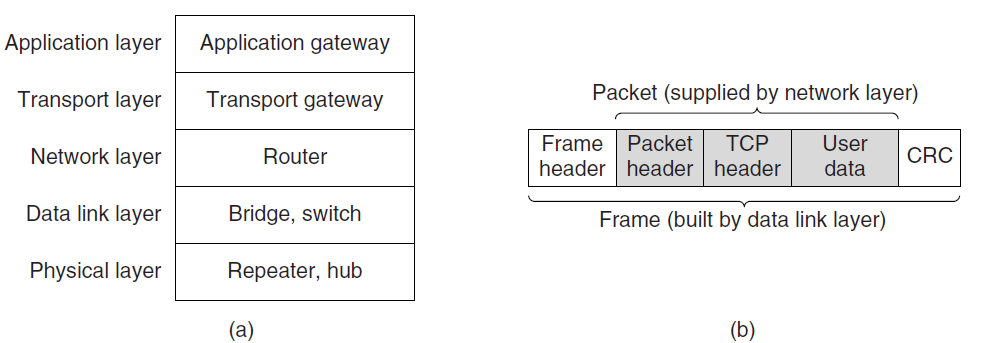 Application layer Application gateway
Transport layer Transport gateway
Network layer Router
Data link layer Bridge, switch
Physical layer Repeater, hub
(a)
Packet (supplied by network layer)
Frame header
Packet header
TCP header
User data
CRC
Frame (built by data link layer)
(b)